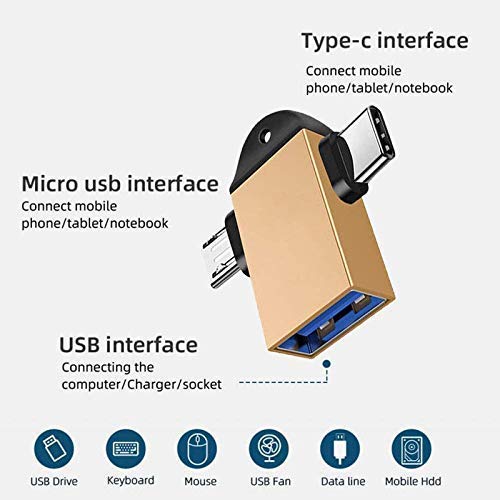 Type-c interface
Connect mobile
phone/tablet/notebook
Micro usb interface
Connect mobile
phone/tablet/notebook
USB interface
Connecting the
computer/Charger/socket
USB Drive
Keyboard
Mouse
USB Fan
Data line
Mobile Hdd